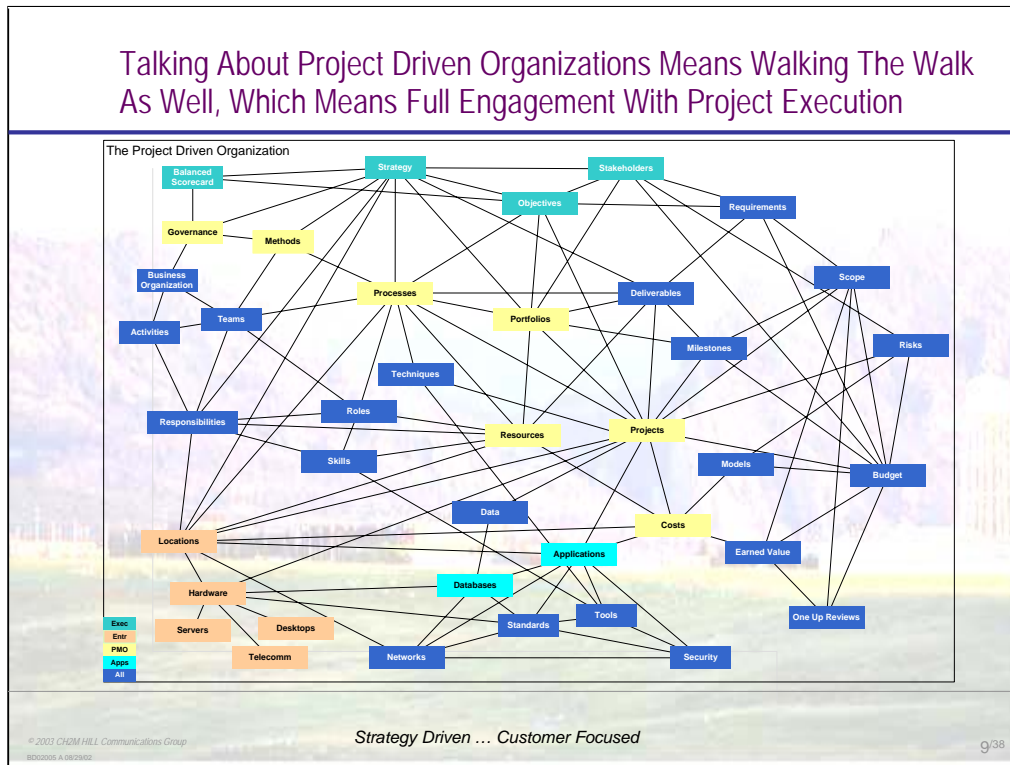 Talking About Project Driven Organizations Means Walking The Walk
As Well, Which Means Full Engagement With Project Execution
The Project Driven Organization
Balanced
Scorecard
Strategy
Stakeholders
Objectives
Requirements
Governance
Methods
Business
Organization
Scope
Processes
Deliverables
Portfolios
Teams
Activities
Milestones
Risks
Techniques
Roles
Responsibilities
Resources
Projects
Skills
Models
Budget
Data
Costs
Locations
Applications
Earned Value
Databases
Hardware
Tools
One Up Reviews
Servers
Desktops
Standards
Telecomm
Networks
Security
Exec
Entr
PMO
Apps
All
© 2003 CH2M HILL Communications Group
BD02005 A 08/29/02
Strategy Driven … Customer Focused
9/38